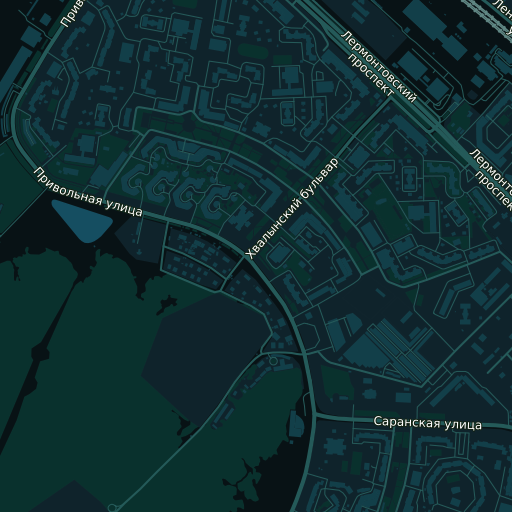 Лермонтовский
проспект
Привольная улица
Хвалынский бульвар
Саранская улица